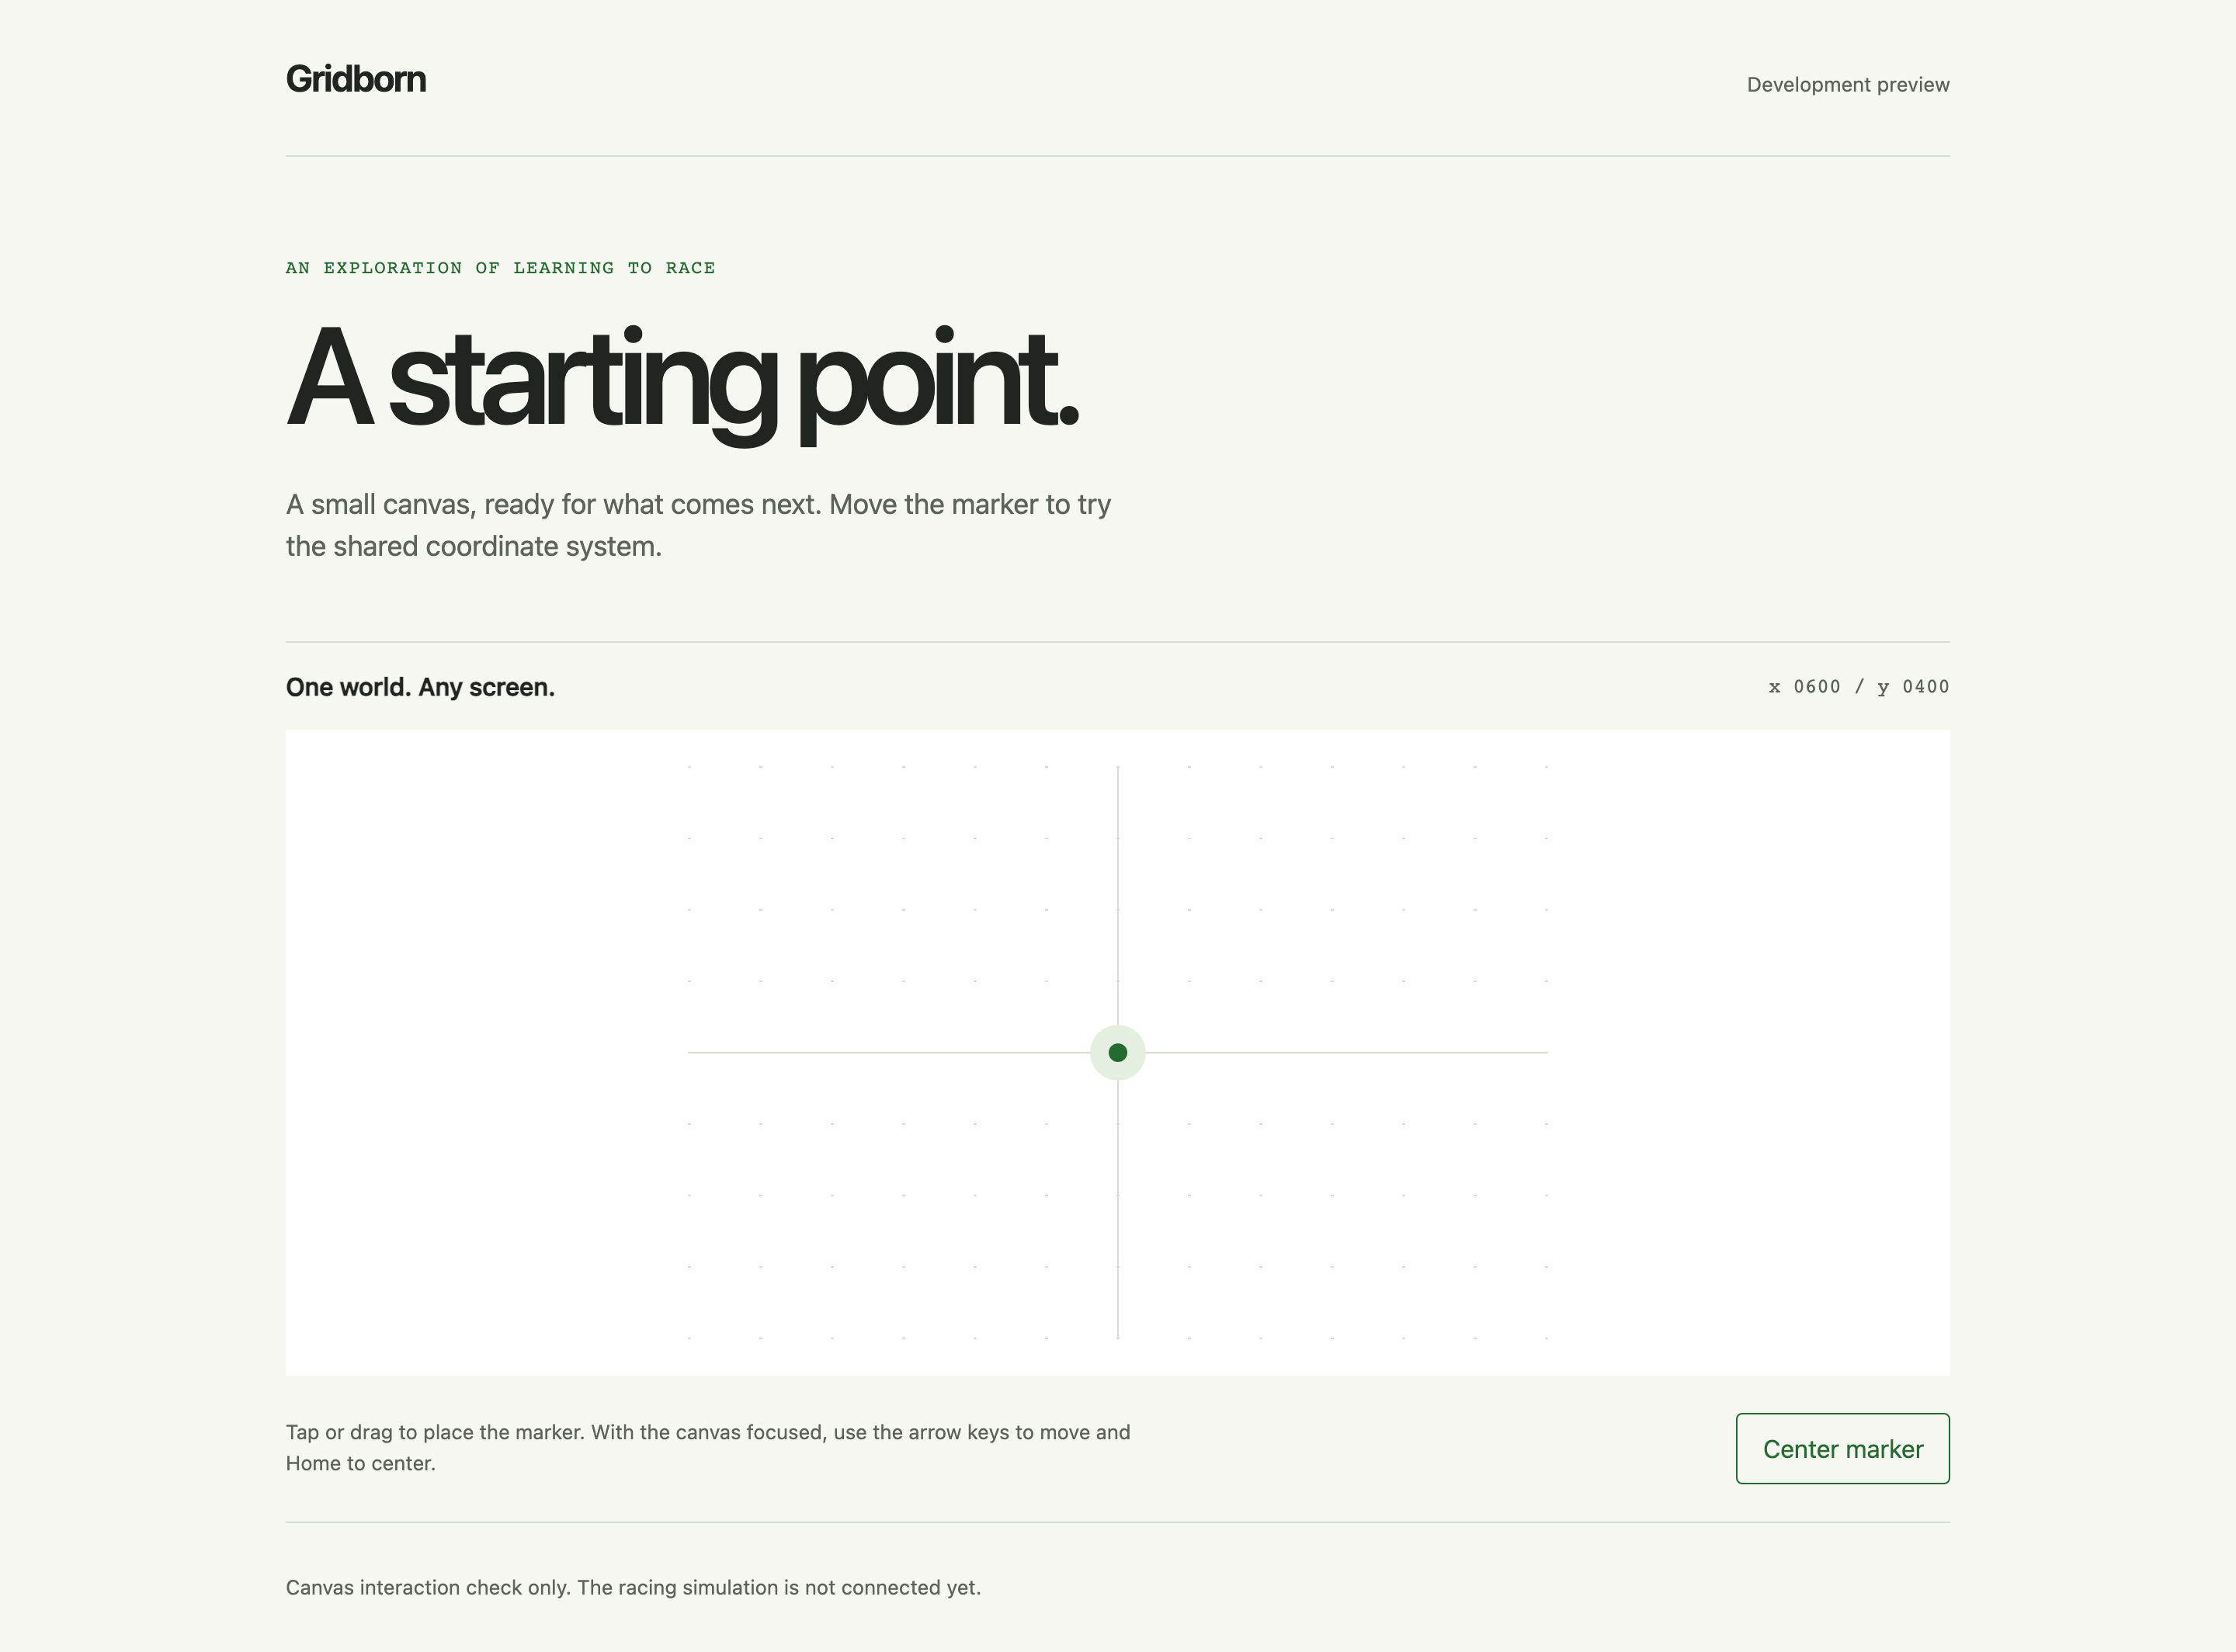 Gridborn
Development preview
AN EXPLORATION OF LEARNING TO RACE
A starting point.
A small canvas, ready for what comes next. Move the marker to try
the shared coordinate system.
One world. Any screen.
x 0600 / y 0400
Tap or drag to place the marker. With the canvas focused, use the arrow keys to move and
Home to center.
Center marker
Canvas interaction check only. The racing simulation is not connected yet.